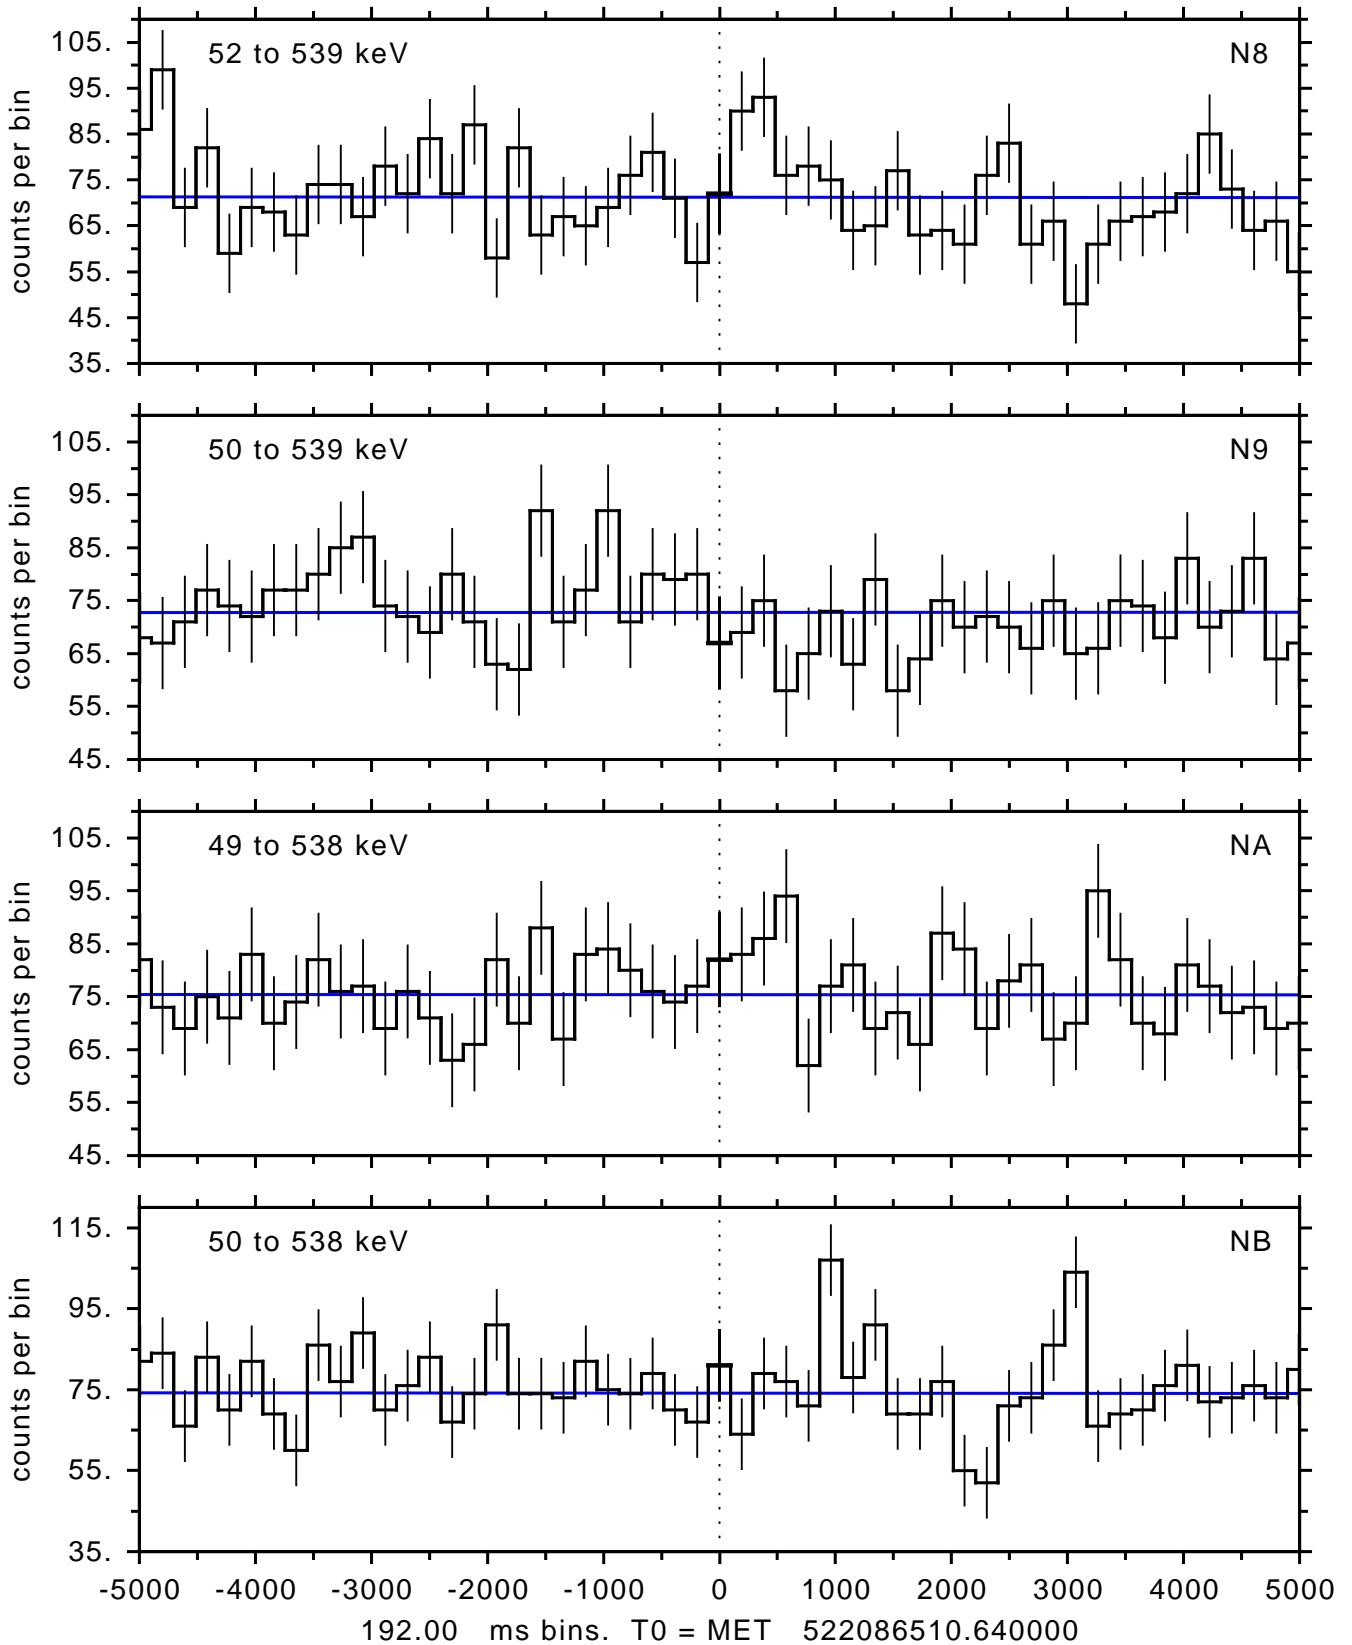 105.
95.
85.
75.
65.
55.
45.
35.
counts per bin
52 to 539 keV
N8
105.
95.
85.
75.
65.
55.
45.
counts per bin
50 to 539 keV
N9
105.
95.
85.
75.
65.
55.
45.
counts per bin
49 to 538 keV
NA
115.
95.
75.
55.
35.
counts per bin
50 to 538 keV
NB
-5000 -4000 -3000 -2000 -1000 0 1000 2000 3000 4000 5000
192.00 ms bins. T0 = MET 522086510.640000